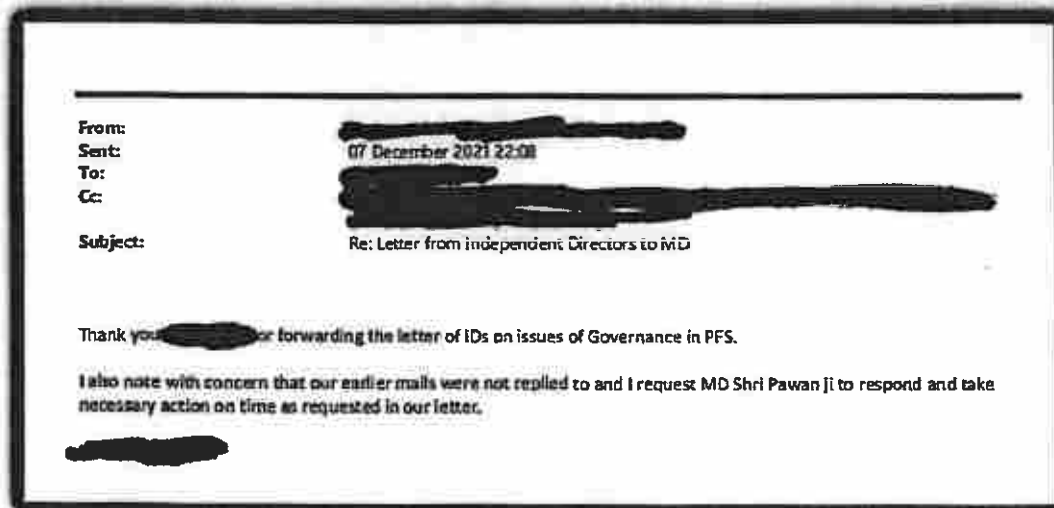 From:
Sent: 07 December 2021 22:08
To:
Cc:
Subject: Re: Letter from Independent Directors to MD
Thank you for forwarding the letter of IDs on issues of Governance in PFS.
I also note with concern that our earlier mails were not replied to and I request MD Shri Pawan ji to respond and take
necessary action on time as requested in our letter.